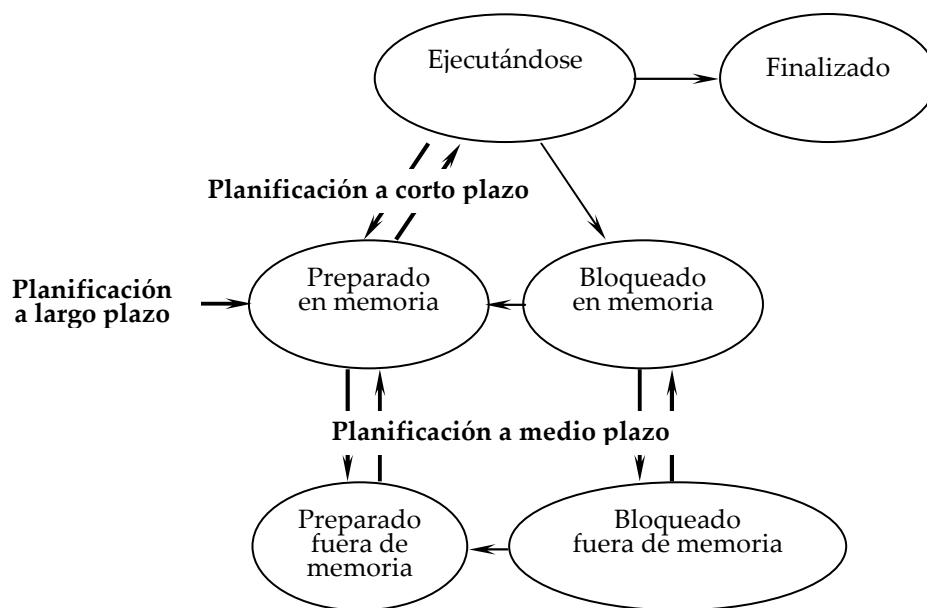 Ejecutándose
Finalizado
Planificación a corto plazo
Planificación
a largo plazo
Preparado
en memoria
Bloqueado
en memoria
Planificación a medio plazo
Preparado
fuera de
memoria
Bloqueado
fuera de memoria